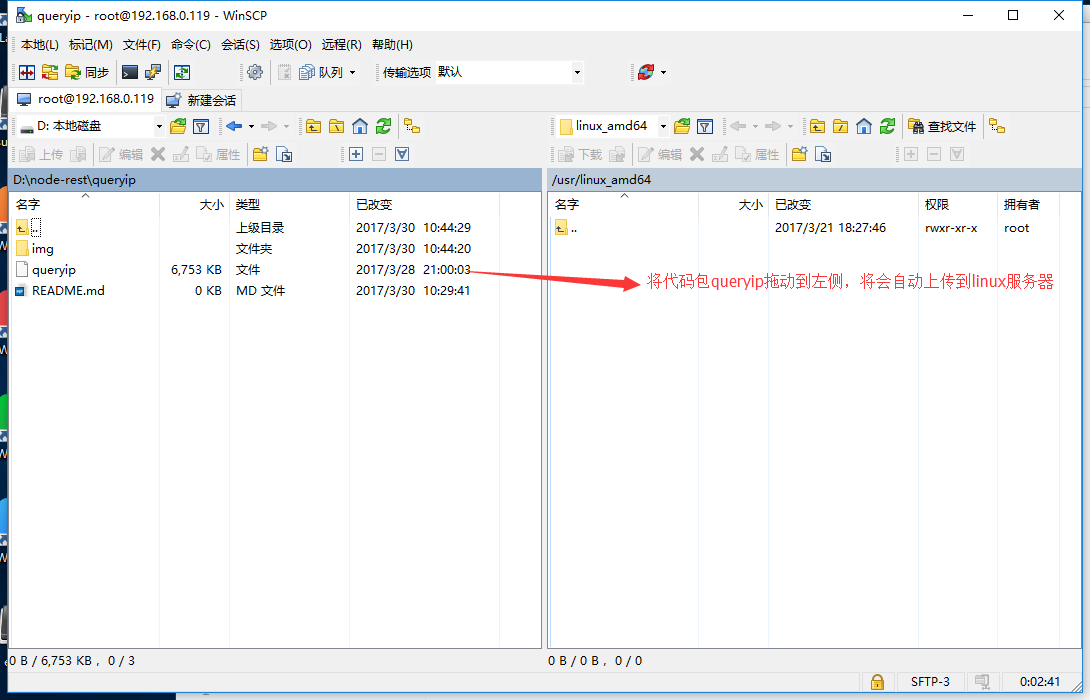 queryip - root@192.168.0.119 - WinSCP
本地(L) 标记(M) 文件(F) 命令(C) 会话(S) 选项(O) 远程(R) 帮助(H)
同步 队列 传输选项 默认
root@192.168.0.119 新建会话
D: 本地磁盘 linux_amd64 查找文件
上传 编辑 属性 下载 编辑 属性
D:\node-rest\queryip /usr/linux_amd64
名字 大小 类型 已改变 名字 大小 已改变 权限 拥有者
.. 上级目录 2017/3/30 10:44:29 .. 2017/3/21 18:27:46 rwxr-xr-x root
img 文件夹 2017/3/30 10:44:20
queryip 6,753 KB 文件 2017/3/28 21:00:03
将代码包queryip拖动到左侧，将会自动上传到linux服务器
README.md 0 KB MD 文件 2017/3/30 10:29:41
0 B / 6,753 KB， 0 / 3 0 B / 0 B， 0 / 0
SFTP-3 0:02:41